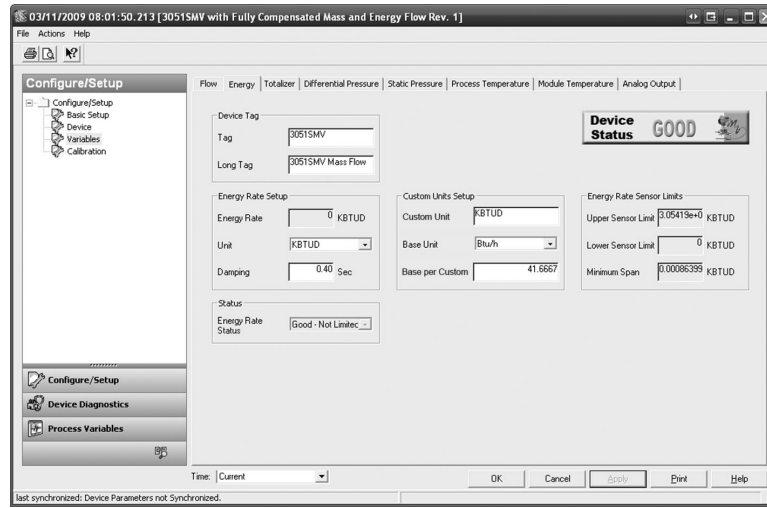 03/11/2009 08:01:50.213 [3051SMV with Fully Compensated Mass and Energy Flow Rev. 1]
File Actions Help
Configure/Setup
Configure/Setup
Basic Setup
Device
Variables
Calibration
Configure/Setup
Device Diagnostics
Process Variables
Flow Energy Totalizer Differential Pressure Static Pressure Process Temperature Module Temperature Analog Output
Device Tag
Tag 3051SMV
Long Tag 3051SMV Mass Flow
Device Status GOOD
Energy Rate Setup
Energy Rate 0 KBTUD
Unit KBTUD
Damping 0.40 Sec
Custom Units Setup
Custom Unit KBTUD
Base Unit Btu/h
Base per Custom 41.6667
Energy Rate Sensor Limits
Upper Sensor Limit 3.05419e+0 KBTUD
Lower Sensor Limit 0 KBTUD
Minimum Span 0.00086399 KBTUD
Status
Energy Rate Status Good - Not Limitec
Time: Current
OK Cancel Apply Print Help
last synchronized: Device Parameters not Synchronized.